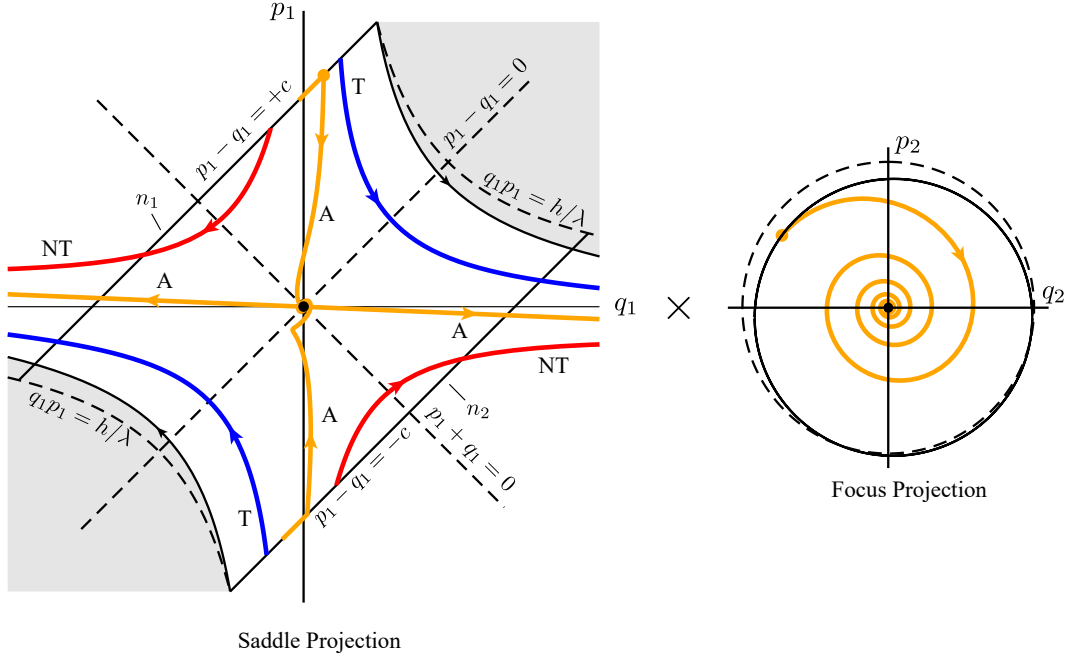 p₁
T
p₁ − q₁ = +c
p₁ − q₁ = 0
n₁
q₁p₁ = h/λ
A
NT
A
q₁
A
×
p₂
q₂
NT
q₁p₁ = h/λ
A
n₂
p₁ + q₁ = 0
p₁ − q₁ = −c
T
Focus Projection
Saddle Projection